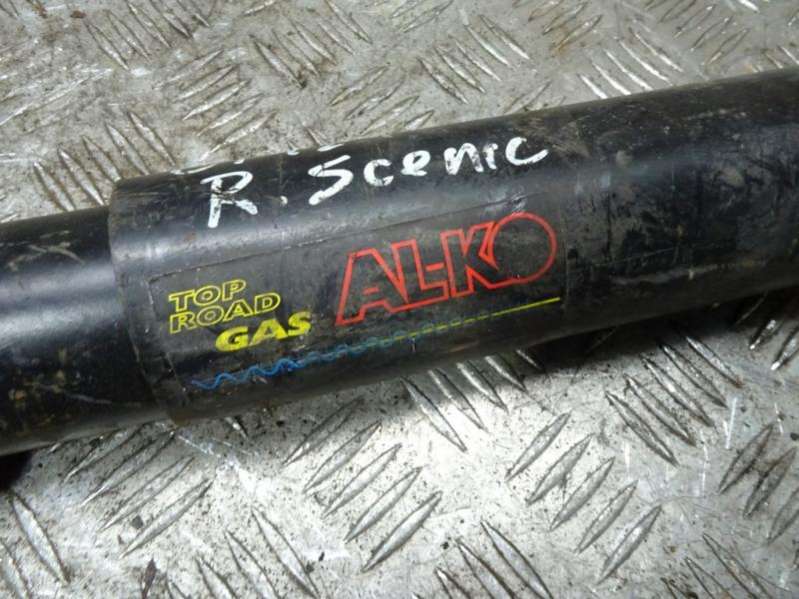 R. Scenic
TOP
ROAD
GAS
AL-KO